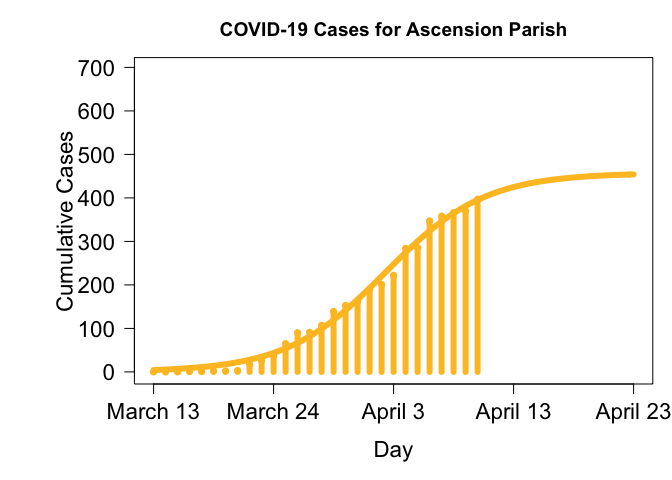 COVID-19 Cases for Ascension Parish
700
600
500
400
300
200
100
0
Cumulative Cases
March 13 March 24 April 3 April 13 April 23
Day